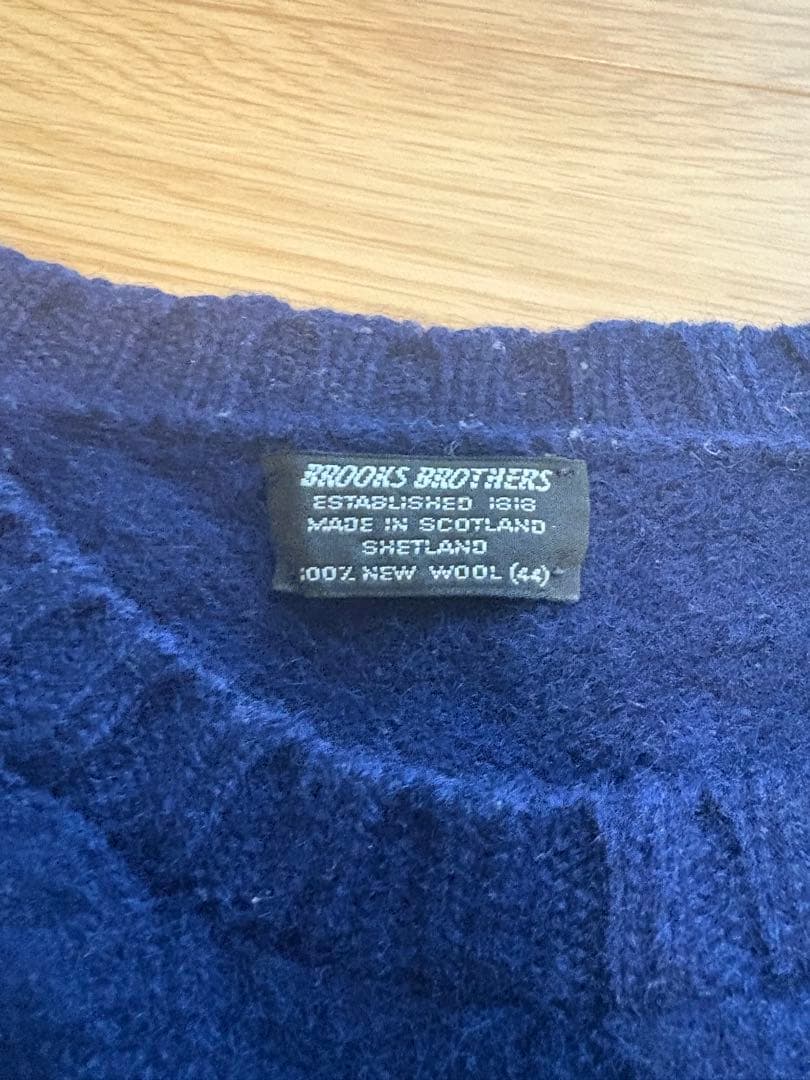 BROOKS BROTHERS
ESTABLISHED 1818
MADE IN SCOTLAND
SHETLAND
100% NEW WOOL (44)